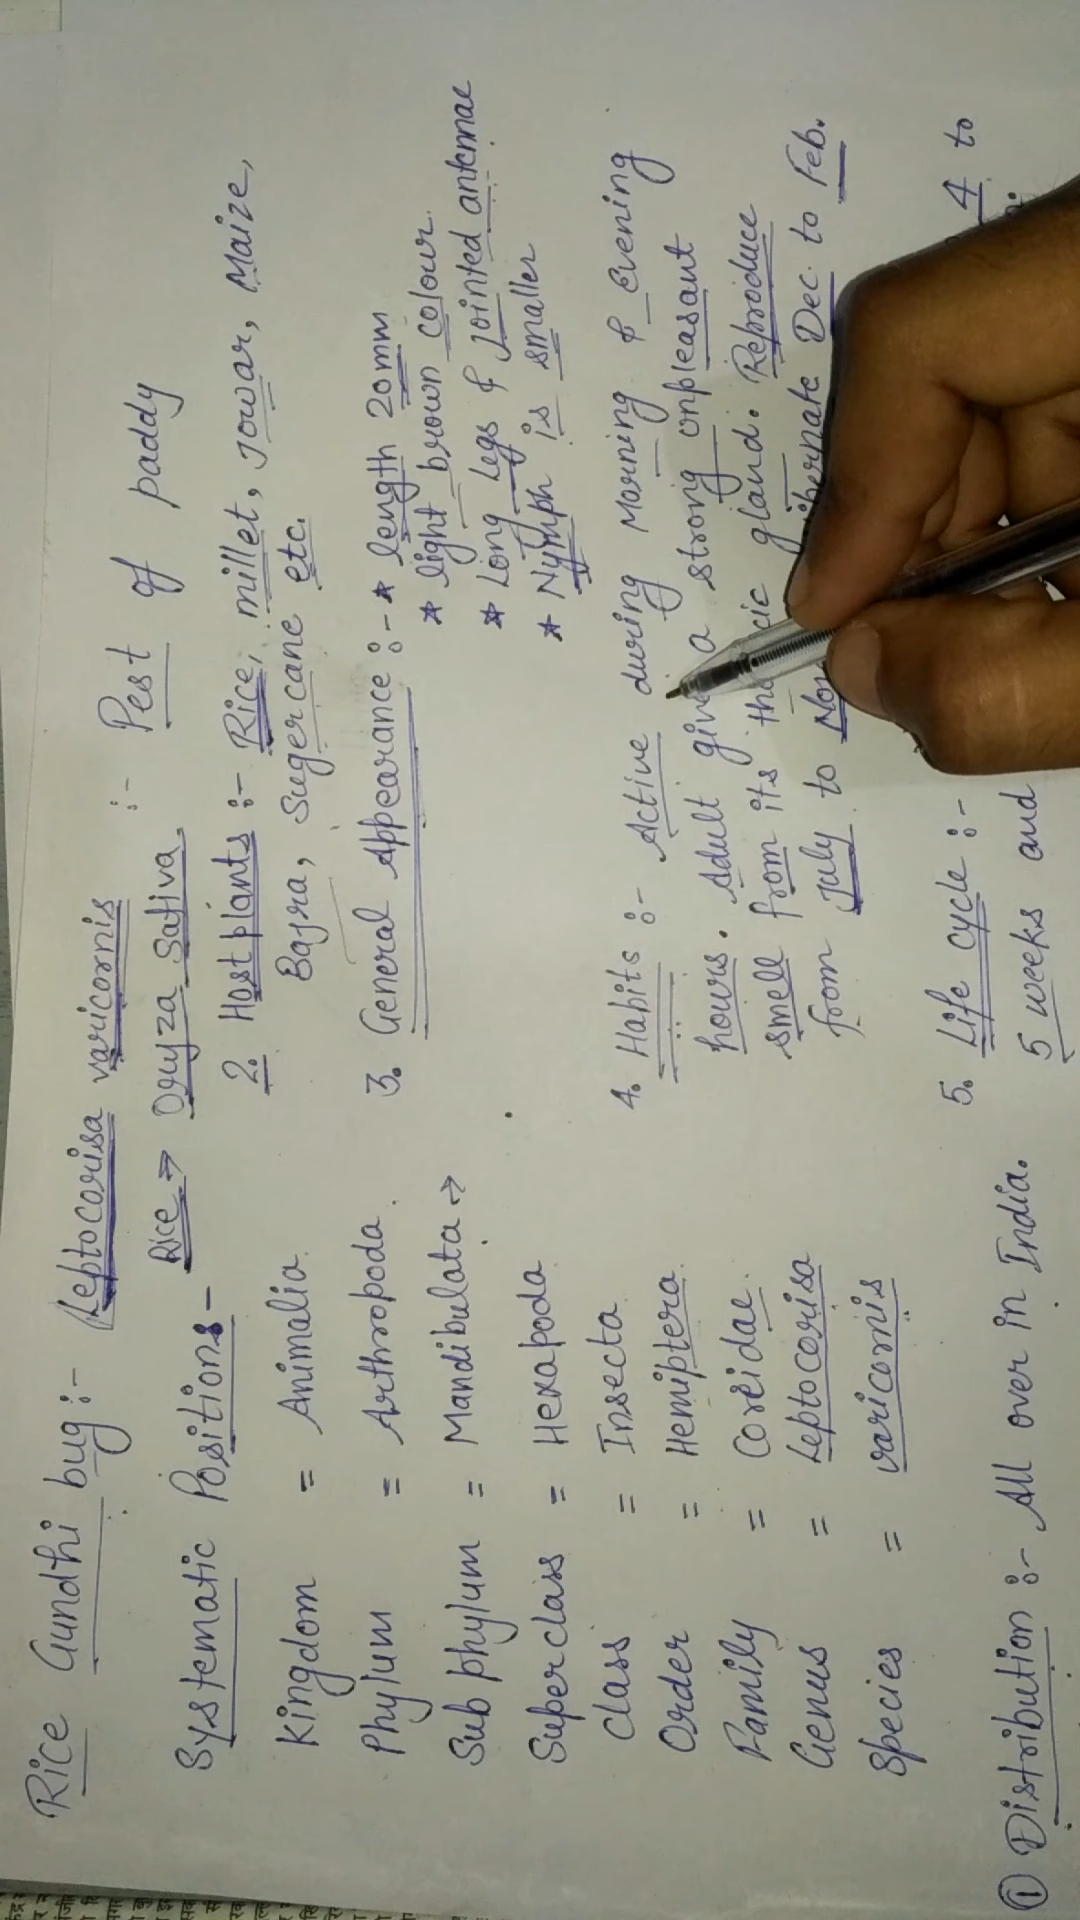 Rice Gundhi bug :- Leptocorisa varicornis :- Pest of paddy
Rice → Oryza Sativa
Systematic Positions -
Kingdom = Animalia.
Phylum = Arthropoda.
Sub phylum = Mandibulata →
Super class = Hexapoda
Class = Insecta
Order = Hemiptera.
Family = Coreidae.
Genus = Leptocorisa
Species = varicornis
① Distribution :- All over in India.
2. Host plants :- Rice, millet, Jowar, Maize,
Bajra, Sugercane etc.
3. General Appearance :- * length 20mm
* light brown colour.
* Long Legs & Jointed antennae
* Nymph is smaller
4. Habits :- Active during Morning & Evening
hours. Adult give a strong onpleasant
smell from its gland. Reproduce
from July to Dec. to Feb.
5. Life cycle :- 4 to
5 weeks and